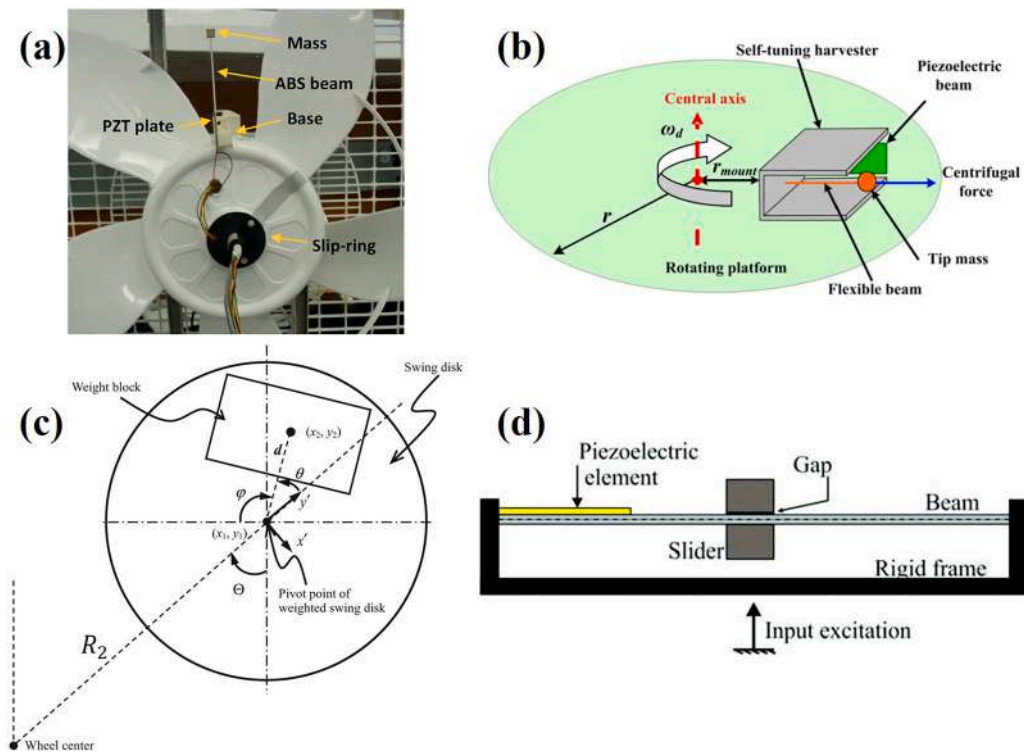 (a)
Mass
ABS beam
PZT plate
Base
Slip-ring
(b)
Self-tuning harvester
Piezoelectric
beam
Central axis
ω_d
r_mount
Centrifugal
force
r
Tip mass
Rotating platform
Flexible beam
(c)
Swing disk
Weight block
(x₂, y₂)
d
θ
φ
y′
(x₁, y₁)
x′
Θ
Pivot point of
weighted swing disk
R₂
Wheel center
(d)
Piezoelectric
element
Gap
Beam
Slider
Rigid frame
Input excitation